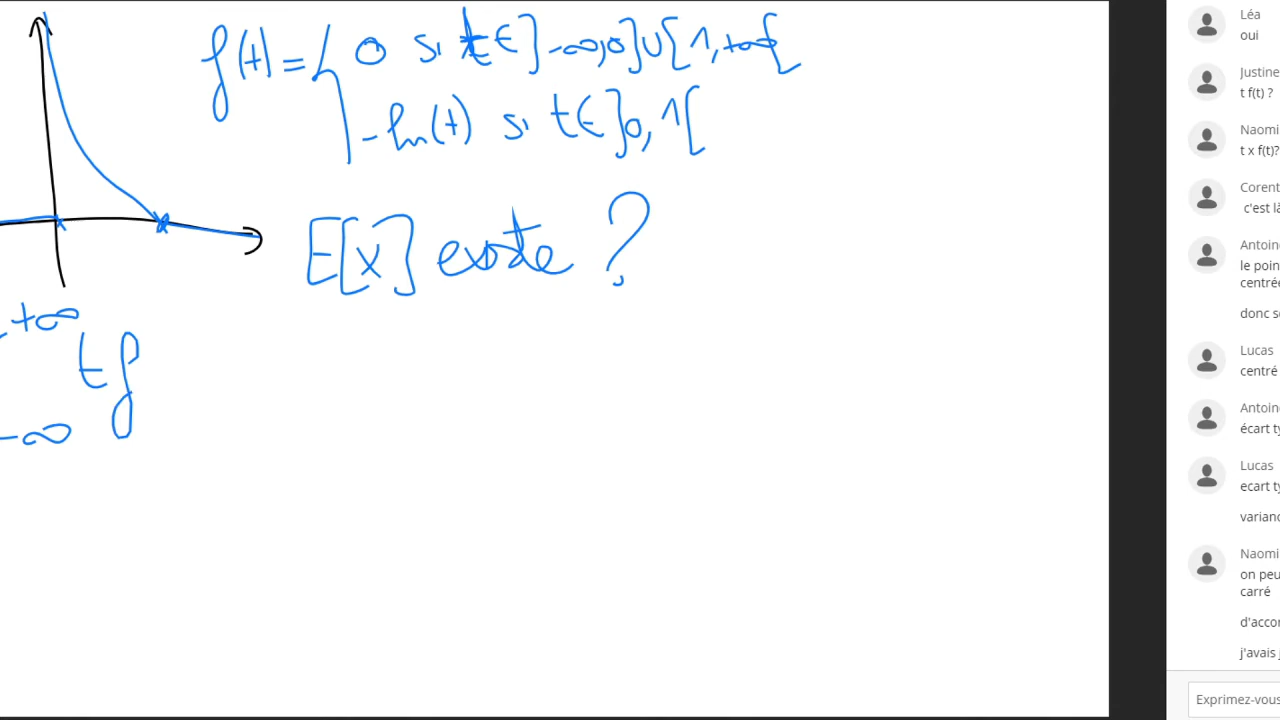 f(t) = { 0 si t ∈ ]-∞,0] ∪ [1,+∞[
-ln(t) si t ∈ ]0,1[
E[X] existe ?
+∞
t f
-∞
Léa
oui
Justine
t f(t) ?
Naomi
t x f(t)?
Corent
c'est là
Antoine
le poin
centrée
donc s
Lucas
centré
Antoine
écart ty
Lucas
ecart ty
varianc
Naomi
on peu
carré
d'accor
j'avais j
Exprimez-vous